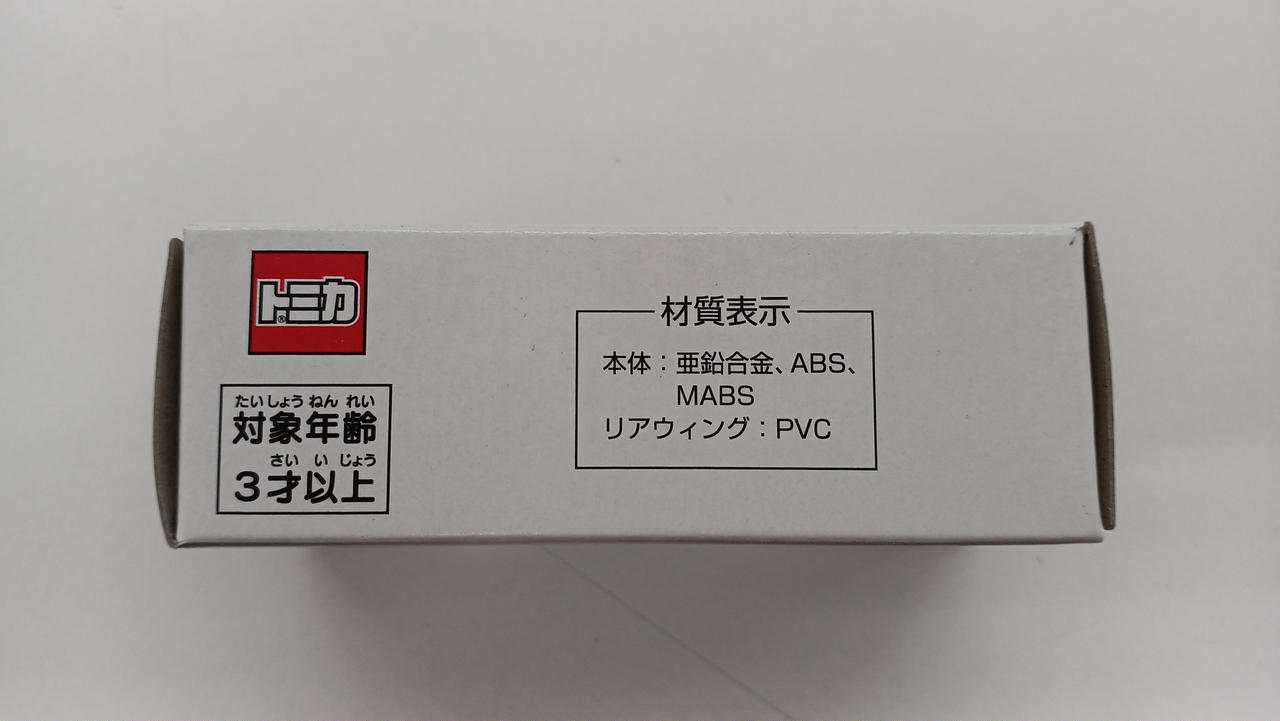 トミカ®
たいしょう ねん れい
対象年齢
さい い じょう
3才以上
材質表示
本体：亜鉛合金、ABS、
MABS
リアウィング：PVC